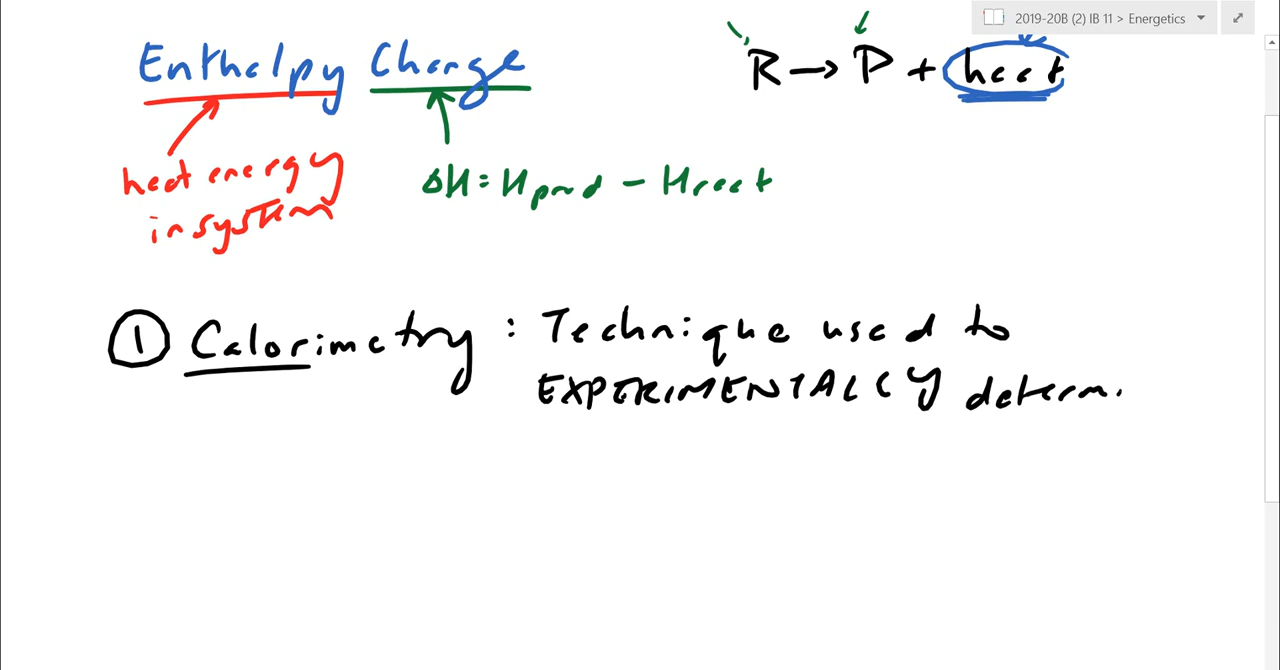 2019-20B (2) IB 11 > Energetics
Enthalpy Change
R → P + heat
heat energy
in system
ΔH = Hprod - Hreact
① Calorimetry : Technique used to
EXPERIMENTALLY determ.